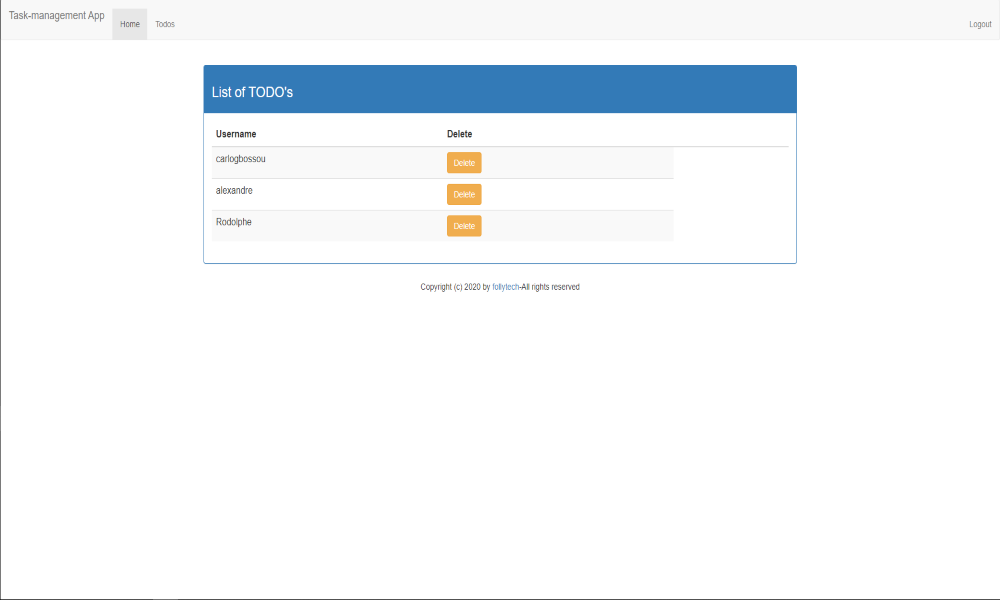 Task-management App Home Todos Logout
List of TODO's
Username Delete
carlogbossou Delete
alexandre Delete
Rodolphe Delete
Copyright (c) 2020 by follytech-All rights reserved